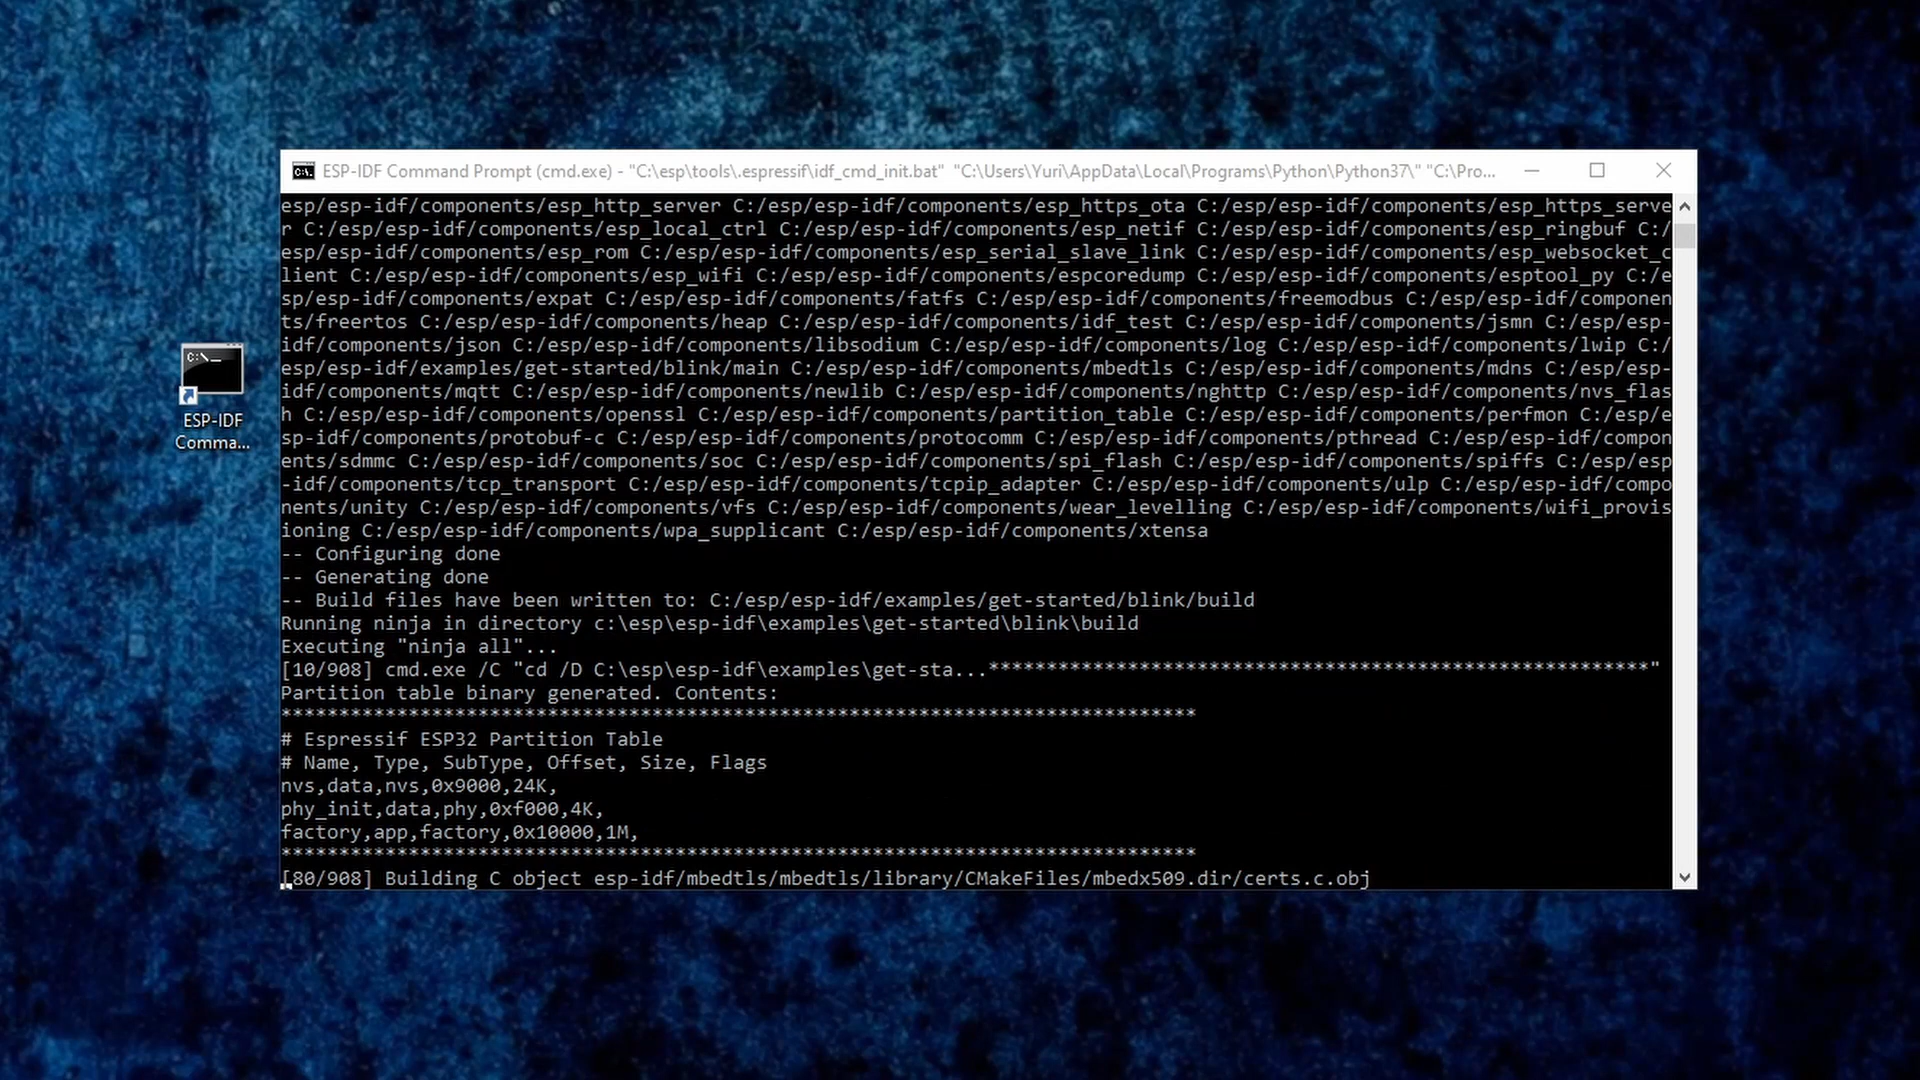 ESP-IDF Command Prompt (cmd.exe) - "C:\esp\tools\.espressif\idf_cmd_init.bat"  "C:\Users\Yuri\AppData\Local\Programs\Python\Python37\" "C:\Pro...
esp/esp-idf/components/esp_http_server C:/esp/esp-idf/components/esp_https_ota C:/esp/esp-idf/components/esp_https_serve
r C:/esp/esp-idf/components/esp_local_ctrl C:/esp/esp-idf/components/esp_netif C:/esp/esp-idf/components/esp_ringbuf C:/
esp/esp-idf/components/esp_rom C:/esp/esp-idf/components/esp_serial_slave_link C:/esp/esp-idf/components/esp_websocket_c
lient C:/esp/esp-idf/components/esp_wifi C:/esp/esp-idf/components/espcoredump C:/esp/esp-idf/components/esptool_py C:/e
sp/esp-idf/components/expat C:/esp/esp-idf/components/fatfs C:/esp/esp-idf/components/freemodbus C:/esp/esp-idf/componen
ts/freertos C:/esp/esp-idf/components/heap C:/esp/esp-idf/components/idf_test C:/esp/esp-idf/components/jsmn C:/esp/esp-
idf/components/json C:/esp/esp-idf/components/libsodium C:/esp/esp-idf/components/log C:/esp/esp-idf/components/lwip C:/
esp/esp-idf/examples/get-started/blink/main C:/esp/esp-idf/components/mbedtls C:/esp/esp-idf/components/mdns C:/esp/esp-
idf/components/mqtt C:/esp/esp-idf/components/newlib C:/esp/esp-idf/components/nghttp C:/esp/esp-idf/components/nvs_flas
h C:/esp/esp-idf/components/openssl C:/esp/esp-idf/components/partition_table C:/esp/esp-idf/components/perfmon C:/esp/e
sp-idf/components/protobuf-c C:/esp/esp-idf/components/protocomm C:/esp/esp-idf/components/pthread C:/esp/esp-idf/compon
ents/sdmmc C:/esp/esp-idf/components/soc C:/esp/esp-idf/components/spi_flash C:/esp/esp-idf/components/spiffs C:/esp/esp
-idf/components/tcp_transport C:/esp/esp-idf/components/tcpip_adapter C:/esp/esp-idf/components/ulp C:/esp/esp-idf/compo
nents/unity C:/esp/esp-idf/components/vfs C:/esp/esp-idf/components/wear_levelling C:/esp/esp-idf/components/wifi_provis
ioning C:/esp/esp-idf/components/wpa_supplicant C:/esp/esp-idf/components/xtensa
-- Configuring done
-- Generating done
-- Build files have been written to: C:/esp/esp-idf/examples/get-started/blink/build
Running ninja in directory c:\esp\esp-idf\examples\get-started\blink\build
Executing "ninja all"...
[10/908] cmd.exe /C "cd /D C:\esp\esp-idf\examples\get-sta...*********************************************************"
Partition table binary generated. Contents:
*******************************************************************************
# Espressif ESP32 Partition Table
# Name, Type, SubType, Offset, Size, Flags
nvs,data,nvs,0x9000,24K,
phy_init,data,phy,0xf000,4K,
factory,app,factory,0x10000,1M,
*******************************************************************************
[80/908] Building C object esp-idf/mbedtls/mbedtls/library/CMakeFiles/mbedx509.dir/certs.c.obj
C:\_
ESP-IDF
Comma...